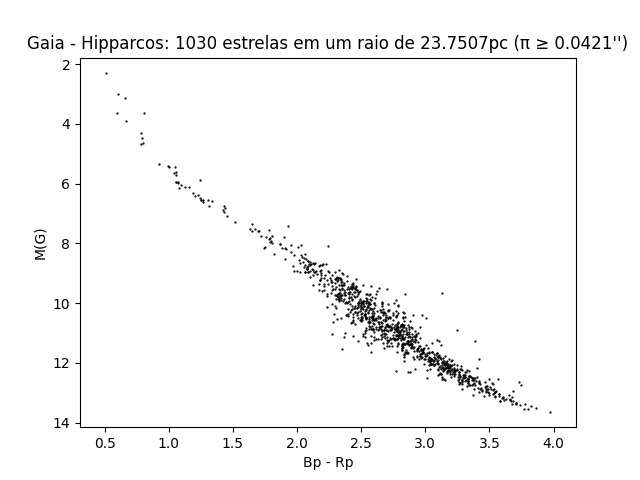 Gaia - Hipparcos: 1030 estrelas em um raio de 23.7507pc (π ≥ 0.0421'')
2
4
6
8
10
12
14
M(G)
0.5 1.0 1.5 2.0 2.5 3.0 3.5 4.0
Bp - Rp